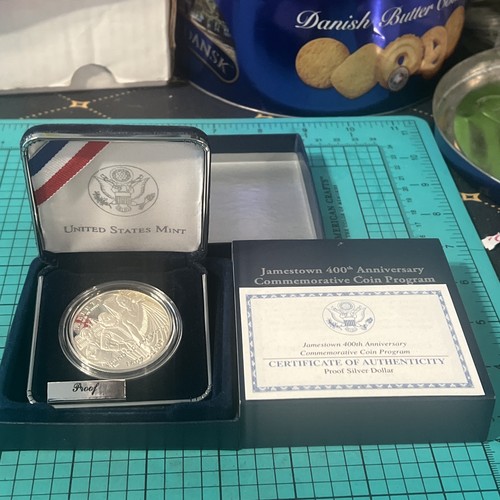 Danish Butter
DANSK
UNITED STATES MINT
Proof
Jamestown 400th Anniversary
Commemorative Coin Program
Jamestown 400th Anniversary
Commemorative Coin Program
CERTIFICATE OF AUTHENTICITY
Proof Silver Dollar